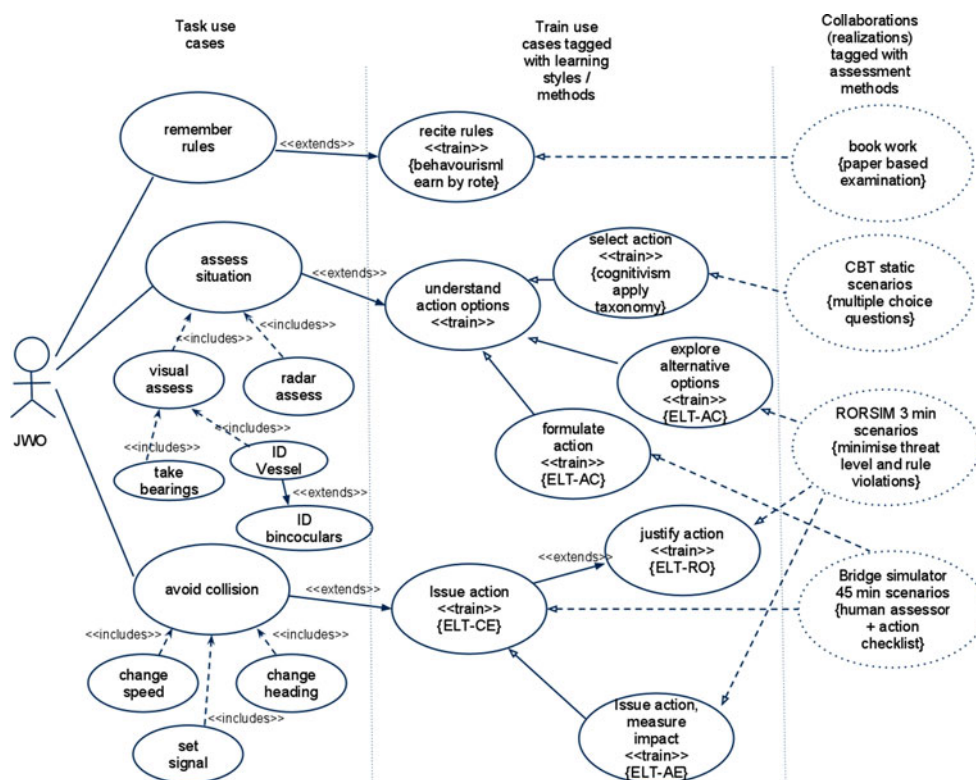 Task use
cases
Train use
cases tagged
with learning
styles /
methods
Collaborations
(realizations)
tagged with
assessment
methods
remember
rules
<<extends>>
recite rules
<<train>>
{behavourisml
earn by rote}
book work
{paper based
examination}
assess
situation
<<extends>>
understand
action options
<<train>>
select action
<<train>>
{cognitivism
apply
taxonomy}
CBT static
scenarios
{multiple choice
questions}
<<includes>>
<<includes>>
visual
assess
radar
assess
explore
alternative
options
<<train>>
{ELT-AC}
JWO
<<includes>>
take
bearings
ID
Vessel
<<extends>>
ID
bincoculars
formulate
action
<<train>>
{ELT-AC}
RORSIM 3 min
scenarios
{minimise threat
level and rule
violations}
justify action
<<train>>
{ELT-RO}
<<extends>>
avoid collision
<<extends>>
Issue action
<<train>>
{ELT-CE}
Bridge simulator
45 min scenarios
{human assessor
+ action
checklist}
<<includes>>
<<includes>>
change
speed
change
heading
<<includes>>
set
signal
Issue action,
measure
impact
<<train>>
{ELT-AE}